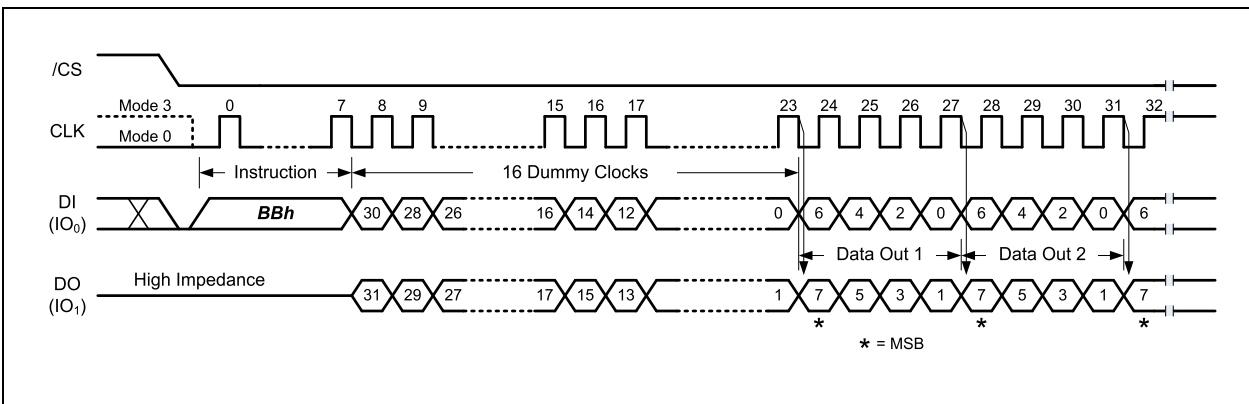 /CS
Mode 3 0 7 8 9 15 16 17 23 24 25 26 27 28 29 30 31 32
CLK
Mode 0
Instruction 16 Dummy Clocks
DI
(IO₀)
BBh 30 28 26 16 14 12 0 6 4 2 0 6 4 2 0 6
Data Out 1 Data Out 2
High Impedance
DO
(IO₁)
31 29 27 17 15 13 1 7 5 3 1 7 5 3 1 7
* * *
* = MSB